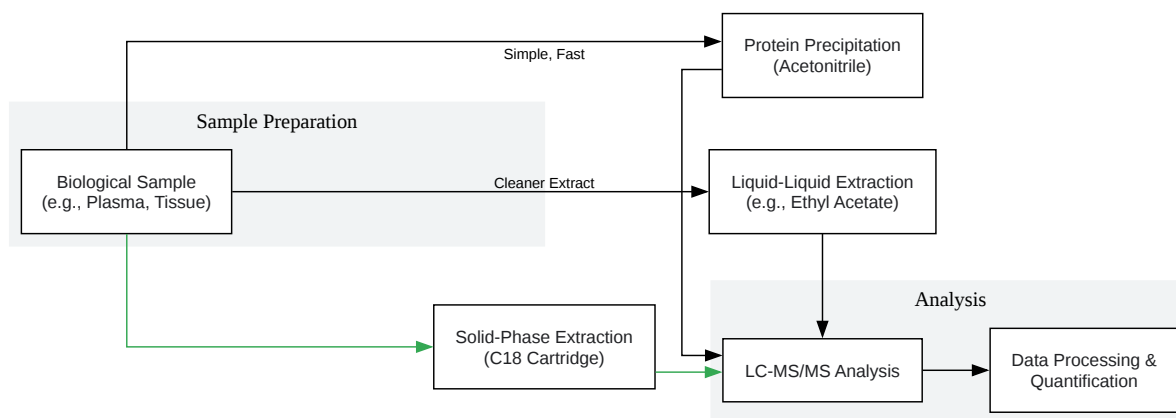 Protein Precipitation
(Acetonitrile)
Simple, Fast
Sample Preparation
Biological Sample
(e.g., Plasma, Tissue)
Cleaner Extract
Liquid-Liquid Extraction
(e.g., Ethyl Acetate)
Analysis
Solid-Phase Extraction
(C18 Cartridge)
LC-MS/MS Analysis
Data Processing &
Quantification